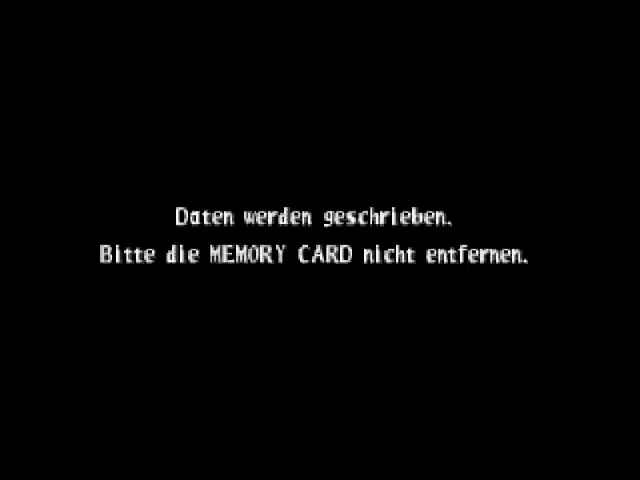 Daten werden geschrieben.
Bitte die MEMORY CARD nicht entfernen.